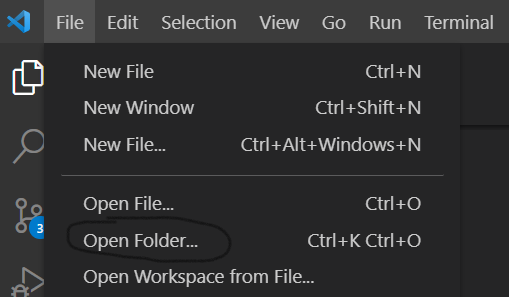 File Edit Selection View Go Run Terminal
New File Ctrl+N
New Window Ctrl+Shift+N
New File... Ctrl+Alt+Windows+N
Open File... Ctrl+O
3
Open Folder... Ctrl+K Ctrl+O
Open Workspace from File...